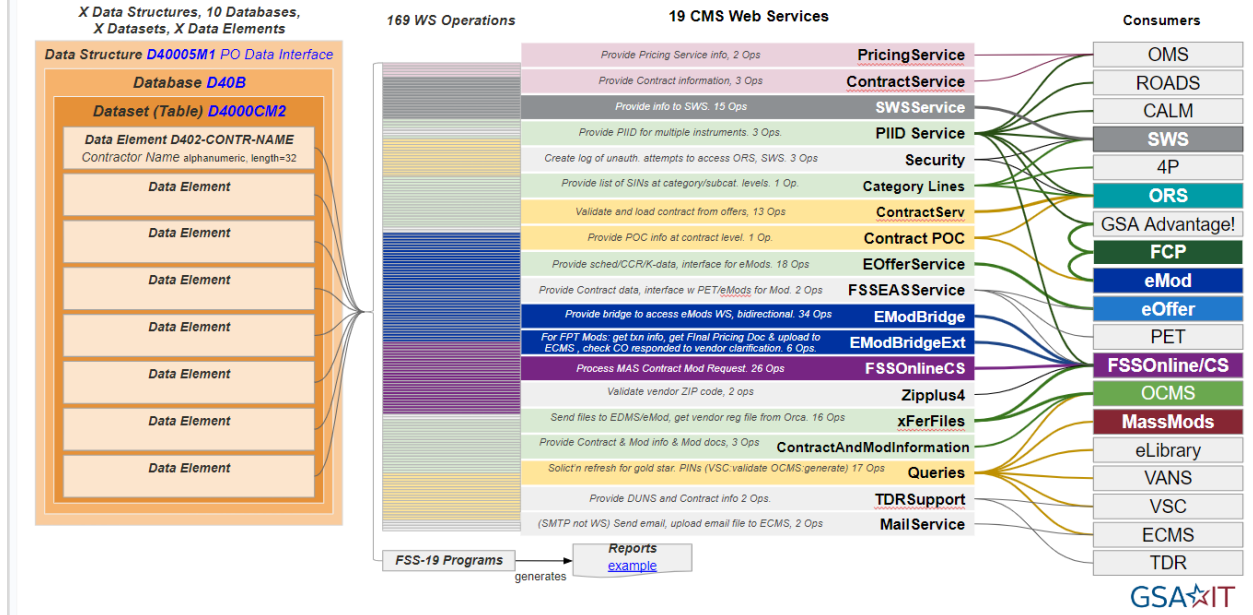 X Data Structures, 10 Databases,
X Datasets, X Data Elements
169 WS Operations
19 CMS Web Services
Consumers
Data Structure D40005M1 PO Data Interface
Database D40B
Dataset (Table) D4000CM2
Data Element D402-CONTR-NAME
Contractor Name alphanumeric, length=32
Data Element
Data Element
Data Element
Data Element
Data Element
Data Element
Data Element
Provide Pricing Service info, 2 Ops PricingService
Provide Contract information, 3 Ops ContractService
Provide info to SWS. 15 Ops SWSService
Provide PIID for multiple instruments. 3 Ops. PIID Service
Create log of unauth. attempts to access ORS, SWS. 3 Ops Security
Provide list of SINs at category/subcat. levels. 1 Op. Category Lines
Validate and load contract from offers, 13 Ops ContractServ
Provide POC info at contract level. 1 Op. Contract POC
Provide sched/CCR/K-data, interface for eMods. 18 Ops EOfferService
Provide Contract data, interface w PET/eMods for Mod. 2 Ops FSSEASService
Provide bridge to access eMods WS, bidirectional. 34 Ops EModBridge
For FPT Mods: get txn info, get FInal Pricing Doc & upload to
ECMS , check CO responded to vendor clarification. 6 Ops. EModBridgeExt
Process MAS Contract Mod Request. 26 Ops FSSOnlineCS
Validate vendor ZIP code, 2 ops Zipplus4
Send files to EDMS/eMod, get vendor reg file from Orca. 16 Ops xFerFiles
Provide Contract & Mod info & Mod docs, 3 Ops ContractAndModInformation
Solict'n refresh for gold star. PINs (VSC:validate OCMS:generate) 17 Ops Queries
Provide DUNS and Contract info 2 Ops. TDRSupport
(SMTP not WS) Send email, upload email file to ECMS, 2 Ops MailService
OMS
ROADS
CALM
SWS
4P
ORS
GSA Advantage!
FCP
eMod
eOffer
PET
FSSOnline/CS
OCMS
MassMods
eLibrary
VANS
VSC
ECMS
TDR
FSS-19 Programs
generates
Reports
example
GSA IT